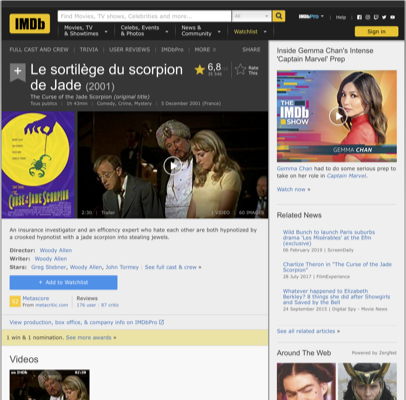 IMDb
Find Movies, TV shows, Celebrities and more...
All
IMDbPro
Help
Movies, TV & Showtimes
Celebs, Events & Photos
News & Community
Watchlist
Sign in
FULL CAST AND CREW | TRIVIA | USER REVIEWS | IMDbPro | MORE
SHARE
Le sortilège du scorpion de Jade (2001)
The Curse of the Jade Scorpion (original title)
Tous publics | 1h 43min | Comedy, Crime, Mystery | 5 December 2001 (France)
6,8
Rate This
CURSE OF THE JADE SCORPION
2:30 | Trailer
1 VIDEO | 60 IMAGES
An insurance investigator and an efficiency expert who hate each other are both hypnotized by a crooked hypnotist with a jade scorpion into stealing jewels.
Director: Woody Allen
Writer: Woody Allen
Stars: Greg Stebner, Woody Allen, John Tormey | See full cast & crew »
+ Add to Watchlist
52
Metascore
From metacritic.com
Reviews
176 user | 87 critic
View production, box office, & company info on IMDbPro
1 win & 1 nomination. See more awards »
Videos
Inside Gemma Chan's Intense 'Captain Marvel' Prep
THE IMDb SHOW
GEMMA CHAN
Gemma Chan had to do some serious prep to take on her role in Captain Marvel.
Watch now »
Related News
Wild Bunch to launch Paris suburbs drama 'Les Misérables' at the Efm (exclusive)
06 February 2019 | ScreenDaily
Charlize Theron in "The Curse of the Jade Scorpion"
28 July 2017 | FilmExperience
Whatever happened to Elizabeth Berkley? 8 things she did after Showgirls and Saved by the Bell
24 September 2015 | Digital Spy - Movie News
See all related articles »
Around The Web
Powered by ZergNet